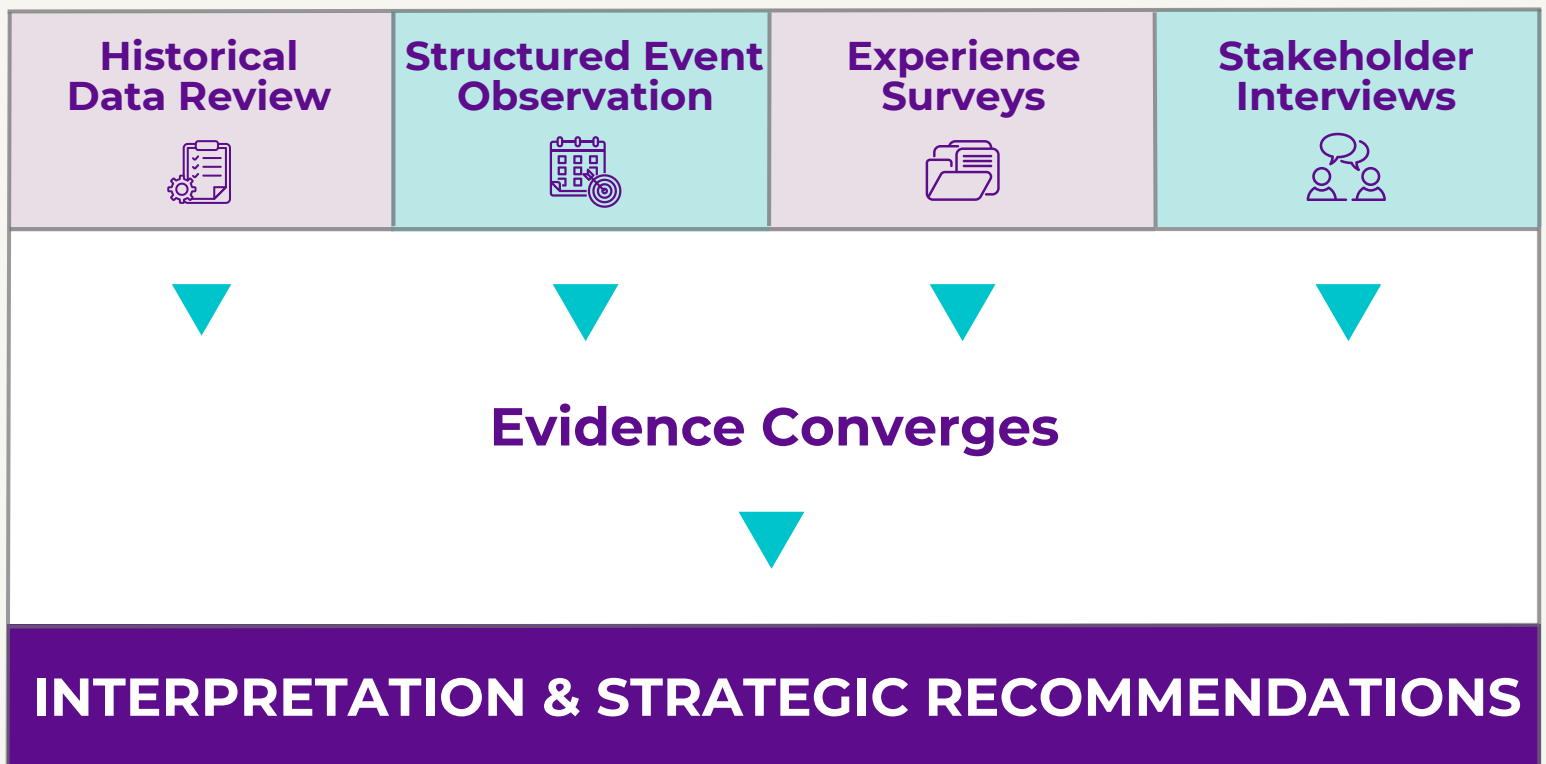 Historical
Data Review
Structured Event
Observation
Experience
Surveys
Stakeholder
Interviews
Evidence Converges
INTERPRETATION & STRATEGIC RECOMMENDATIONS